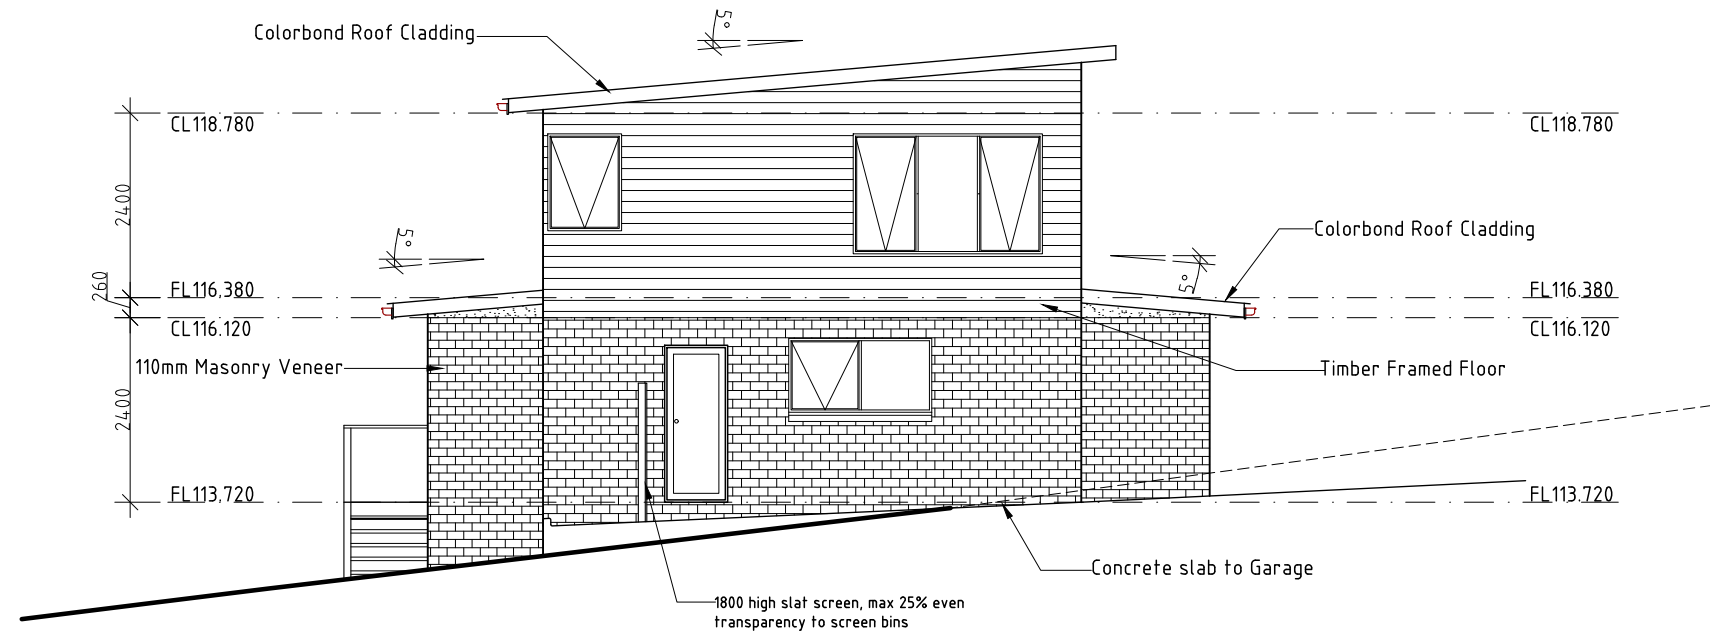 5°
Colorbond Roof Cladding
CL118.780
CL118.780
2400
5°
Colorbond Roof Cladding
5°
260
FL116.380
FL116.380
CL116.120
CL116.120
110mm Masonry Veneer
Timber Framed Floor
2400
FL113.720
FL113.720
Concrete slab to Garage
1800 high slat screen, max 25% even
transparency to screen bins